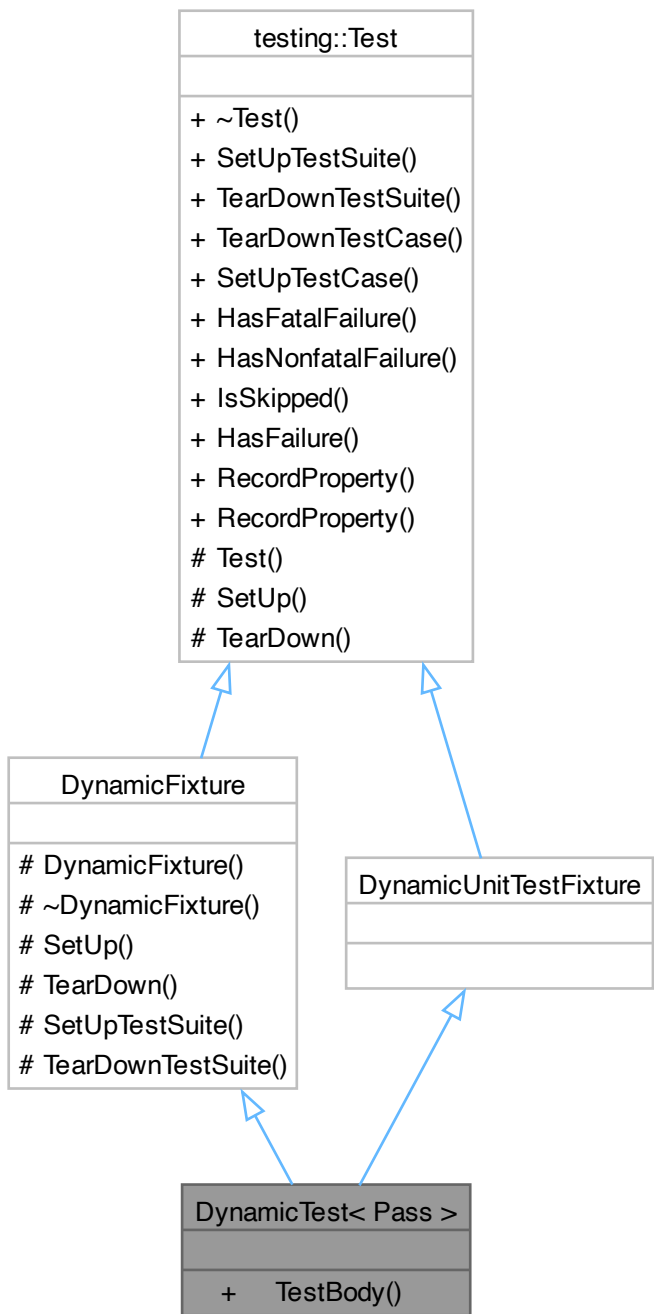 testing::Test
+ ~Test()
+ SetUpTestSuite()
+ TearDownTestSuite()
+ TearDownTestCase()
+ SetUpTestCase()
+ HasFatalFailure()
+ HasNonfatalFailure()
+ IsSkipped()
+ HasFailure()
+ RecordProperty()
+ RecordProperty()
# Test()
# SetUp()
# TearDown()
DynamicFixture
# DynamicFixture()
# ~DynamicFixture()
# SetUp()
# TearDown()
# SetUpTestSuite()
# TearDownTestSuite()
DynamicUnitTestFixture
DynamicTest< Pass >
+ TestBody()